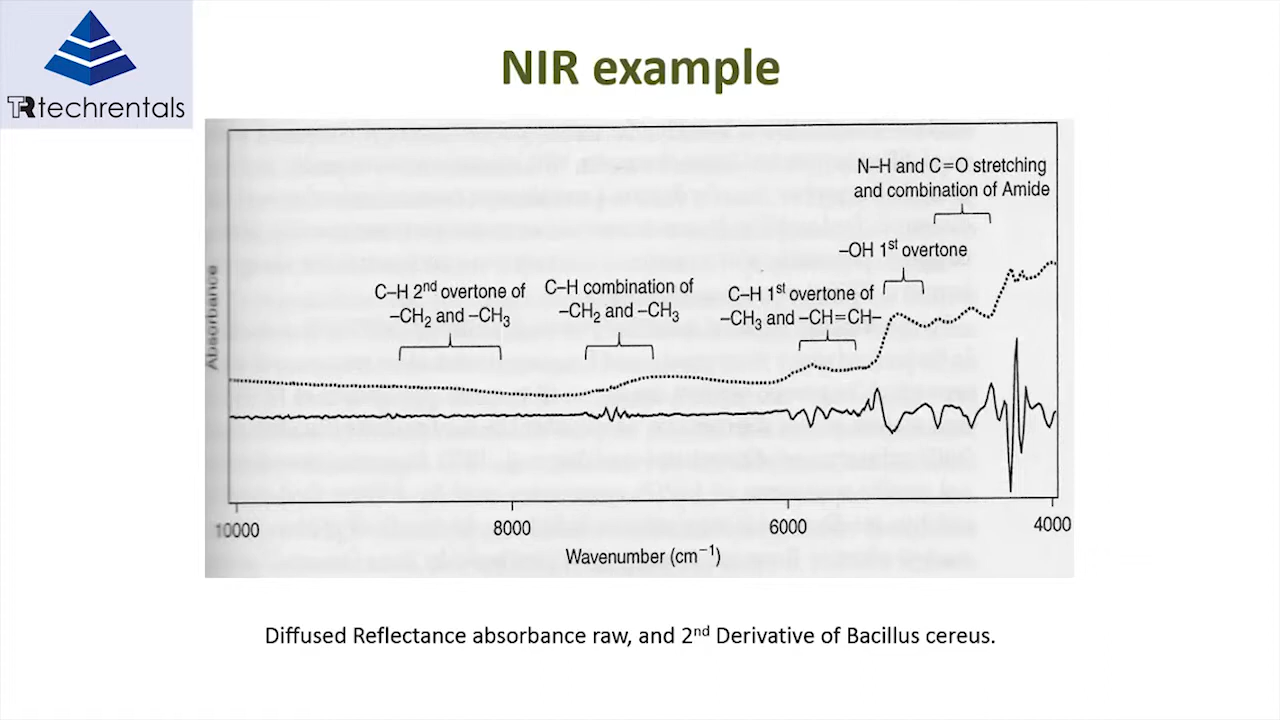 TR techrentals
NIR example
N–H and C=O stretching
and combination of Amide
–OH 1st overtone
C–H 2nd overtone of
–CH2 and –CH3
C–H combination of
–CH2 and –CH3
C–H 1st overtone of
–CH3 and –CH=CH–
Absorbance
10000
8000
6000
4000
Wavenumber (cm−1)
Diffused Reflectance absorbance raw, and 2nd Derivative of Bacillus cereus.